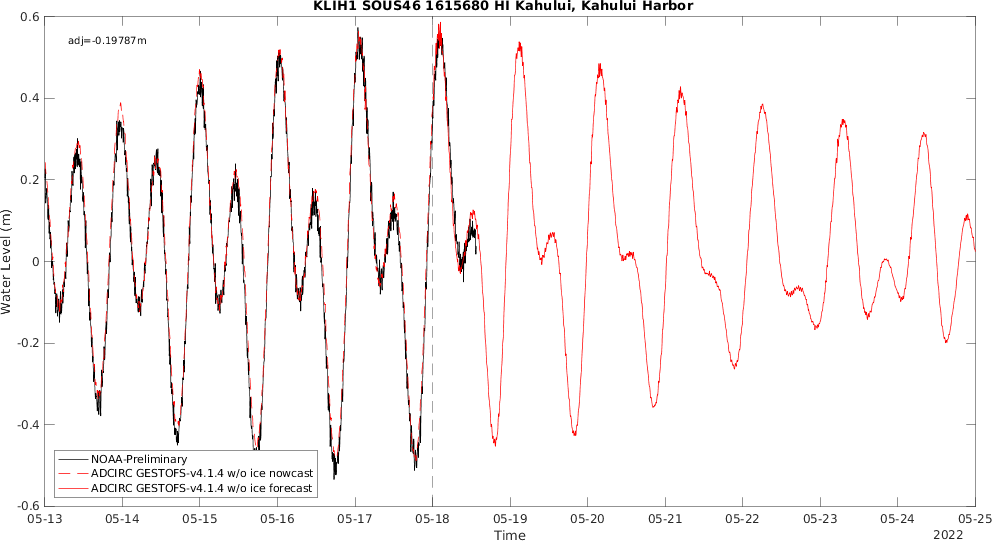 KLIH1 SOUS46 1615680 HI Kahului, Kahului Harbor
adj=-0.19787m
Water Level (m)
0.6
0.4
0.2
0
-0.2
-0.4
-0.6
NOAA-Preliminary
ADCIRC GESTOFS-v4.1.4 w/o ice nowcast
ADCIRC GESTOFS-v4.1.4 w/o ice forecast
05-13 05-14 05-15 05-16 05-17 05-18 05-19 05-20 05-21 05-22 05-23 05-24 05-25
Time
2022